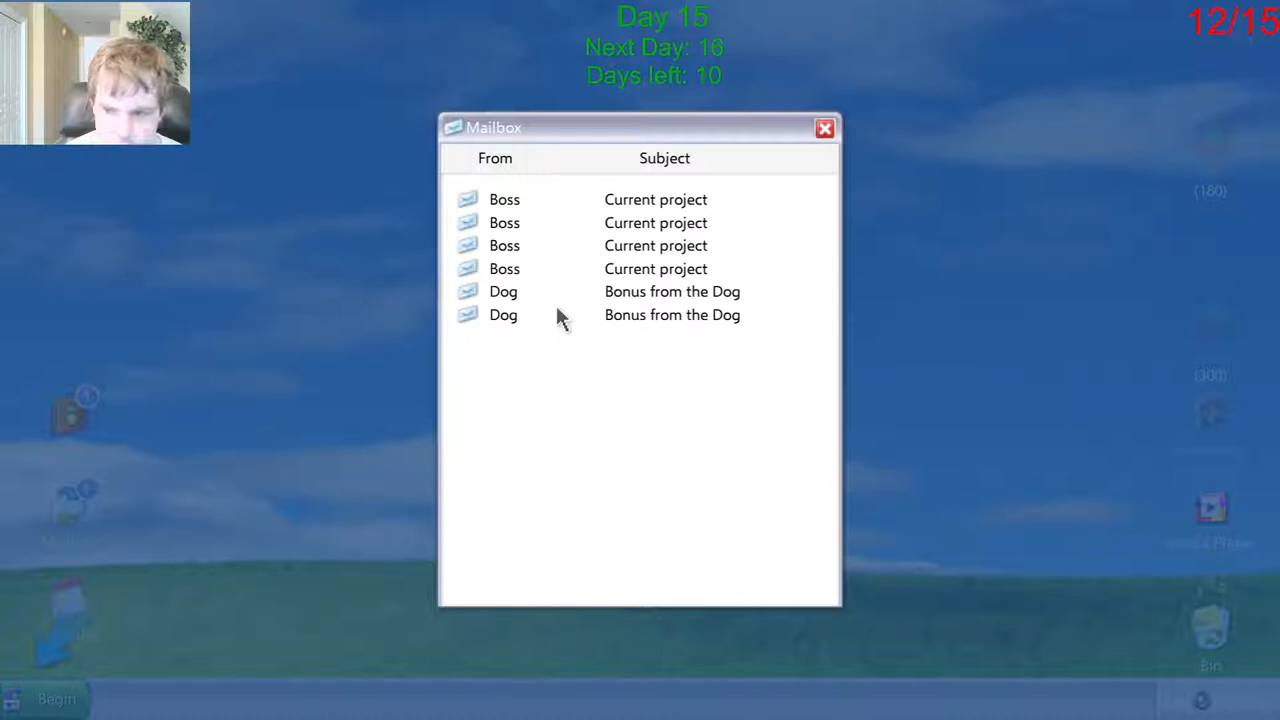 Day 15
12/15
Next Day: 16
Days left: 10
Mailbox
From Subject
(180)
Boss Current project
Boss Current project
Boss Current project
Boss Current project
Dog Bonus from the Dog
Dog Bonus from the Dog
(300)
Bin
Begin